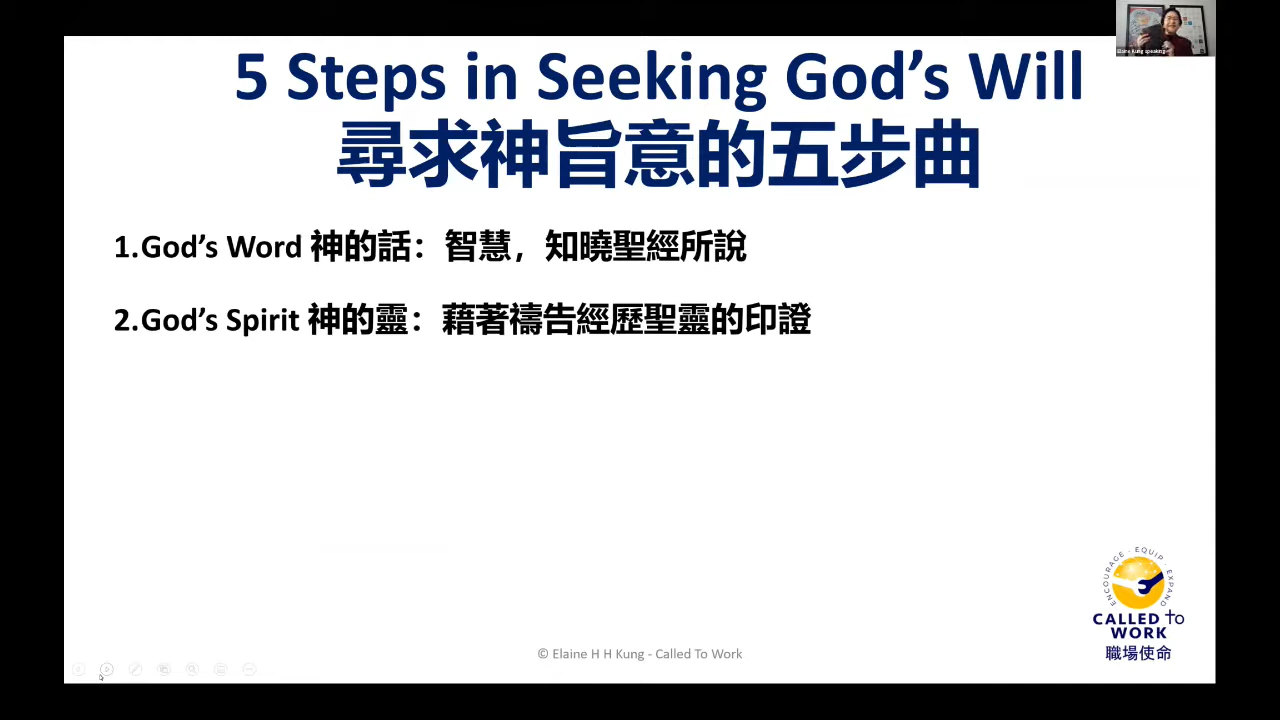 Elaine Kung speaking
5 Steps in Seeking God's Will
尋求神旨意的五步曲
1.God's Word 神的話：智慧，知曉聖經所說
2.God's Spirit 神的靈：藉著禱告經歷聖靈的印證
ENCOURAGE · EQUIP · EXPAND
CALLED to
WORK
職場使命
© Elaine H H Kung - Called To Work